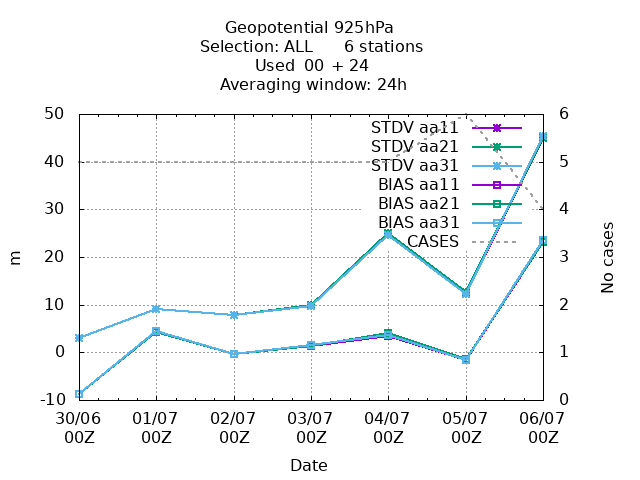 Geopotential 925hPa
Selection: ALL 6 stations
Used 00 + 24
Averaging window: 24h
50
40
30
20
10
0
-10
m
6
5
4
3
2
1
0
No cases
STDV aa11
STDV aa21
STDV aa31
BIAS aa11
BIAS aa21
BIAS aa31
CASES
30/06 01/07 02/07 03/07 04/07 05/07 06/07
00Z 00Z 00Z 00Z 00Z 00Z 00Z
Date